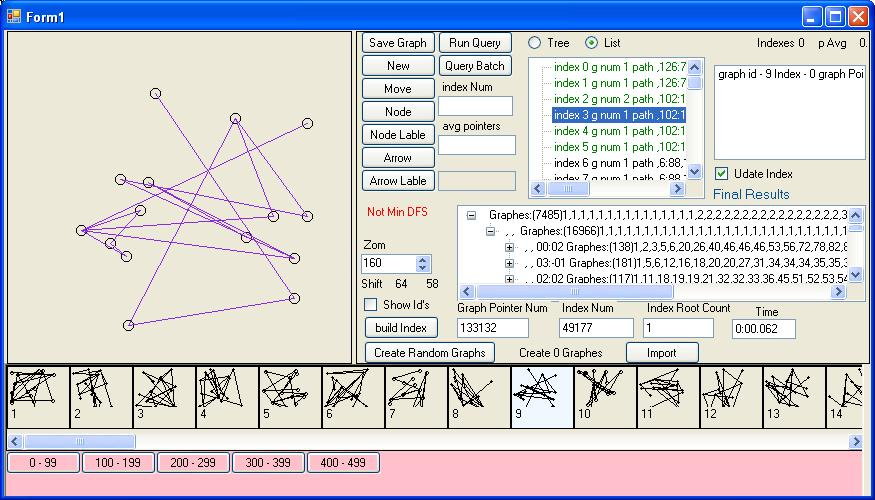 Form1
Save Graph
Run Query
Tree
List
Indexes 0 p Avg 0.
New
Query Batch
Move
index Num
Node
avg pointers
Node Lable
Arrow
Arrow Lable
index 0 g num 1 path ,126:7
index 1 g num 1 path ,126:7
index 2 g num 2 path ,102:1
index 3 g num 1 path ,102:1
index 4 g num 1 path ,102:1
index 5 g num 1 path ,102:1
index 6 g num 1 path ,6:88,
index 7 g num 1 path ,6:88
graph id - 9 Index - 0 graph Poi
Udate Index
Final Results
Not Min DFS
Zom
160
Shift 64 58
Show Id's
build Index
Graphes:(7485)1,1,1,1,1,1,1,1,1,1,1,1,1,1,1,1,1,2,2,2,2,2,2,2,2,2,2,2,2,2,2,3
, , Graphes:(16966)1,1,1,1,1,1,1,1,1,1,1,1,1,1,1,1,1,1,1,1,1,1,1,1,1,1,1
, , 00:02 Graphes:(138)1,2,3,5,6,20,26,40,46,46,46,53,56,72,78,82,8
, , 03:-01 Graphes:(181)1,5,6,12,16,18,20,20,27,31,34,34,34,35,35,3
, , 02:02 Graphes:(117)1,11,18,19,19,21,32,32,33,36,45,51,52,53,54
Graph Pointer Num
Index Num
Index Root Count
Time
133132
49177
1
0:00.062
Create Random Graphs
Create 0 Graphes
Import
1
2
3
4
5
6
7
8
9
10
11
12
13
14
0 - 99
100 - 199
200 - 299
300 - 399
400 - 499